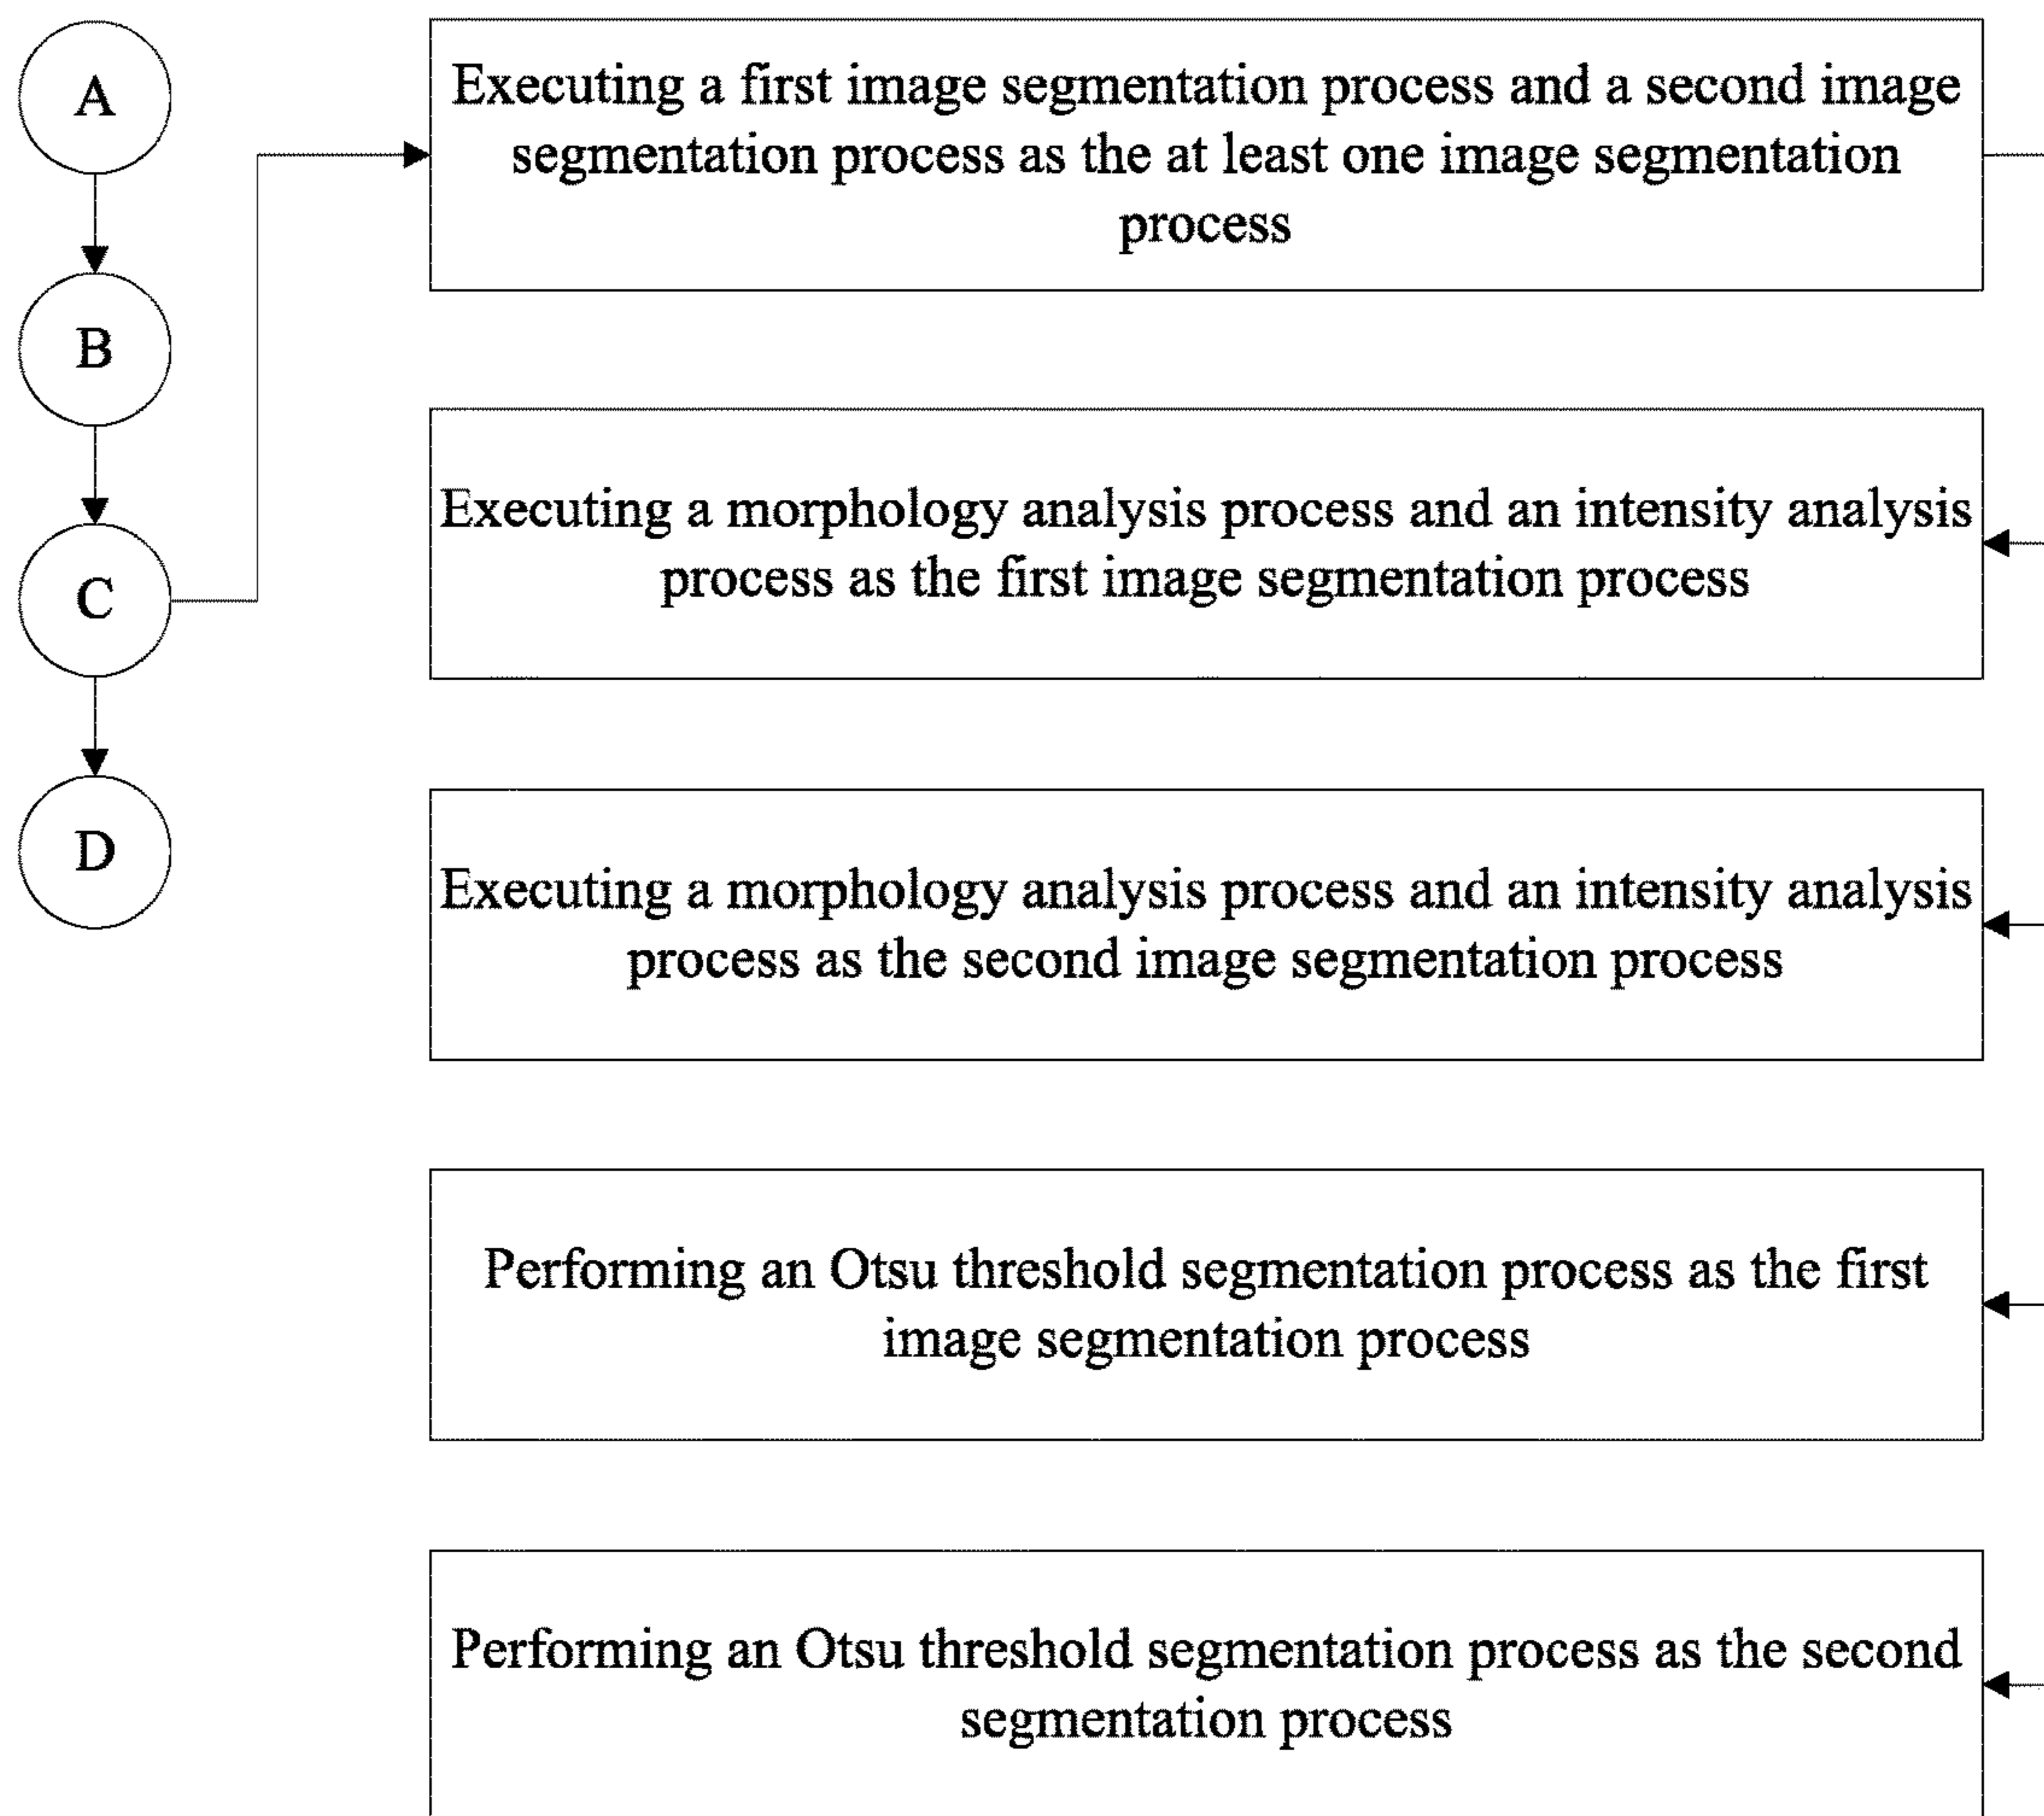 A
B
C
D
Executing a first image segmentation process and a second image
segmentation process as the at least one image segmentation
process
Executing a morphology analysis process and an intensity analysis
process as the first image segmentation process
Executing a morphology analysis process and an intensity analysis
process as the second image segmentation process
Performing an Otsu threshold segmentation process as the first
image segmentation process
Performing an Otsu threshold segmentation process as the second
segmentation process